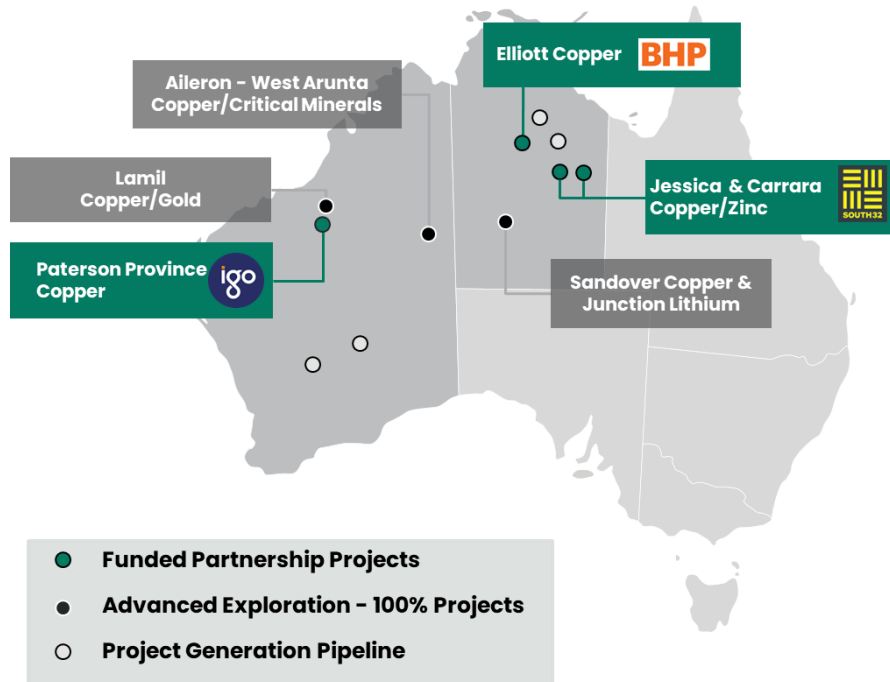 Elliott Copper
BHP
Aileron - West Arunta
Copper/Critical Minerals
Lamil
Copper/Gold
Jessica & Carrara
Copper/Zinc
SOUTH32
Paterson Province
Copper
igo
Sandover Copper &
Junction Lithium
Funded Partnership Projects
Advanced Exploration - 100% Projects
Project Generation Pipeline